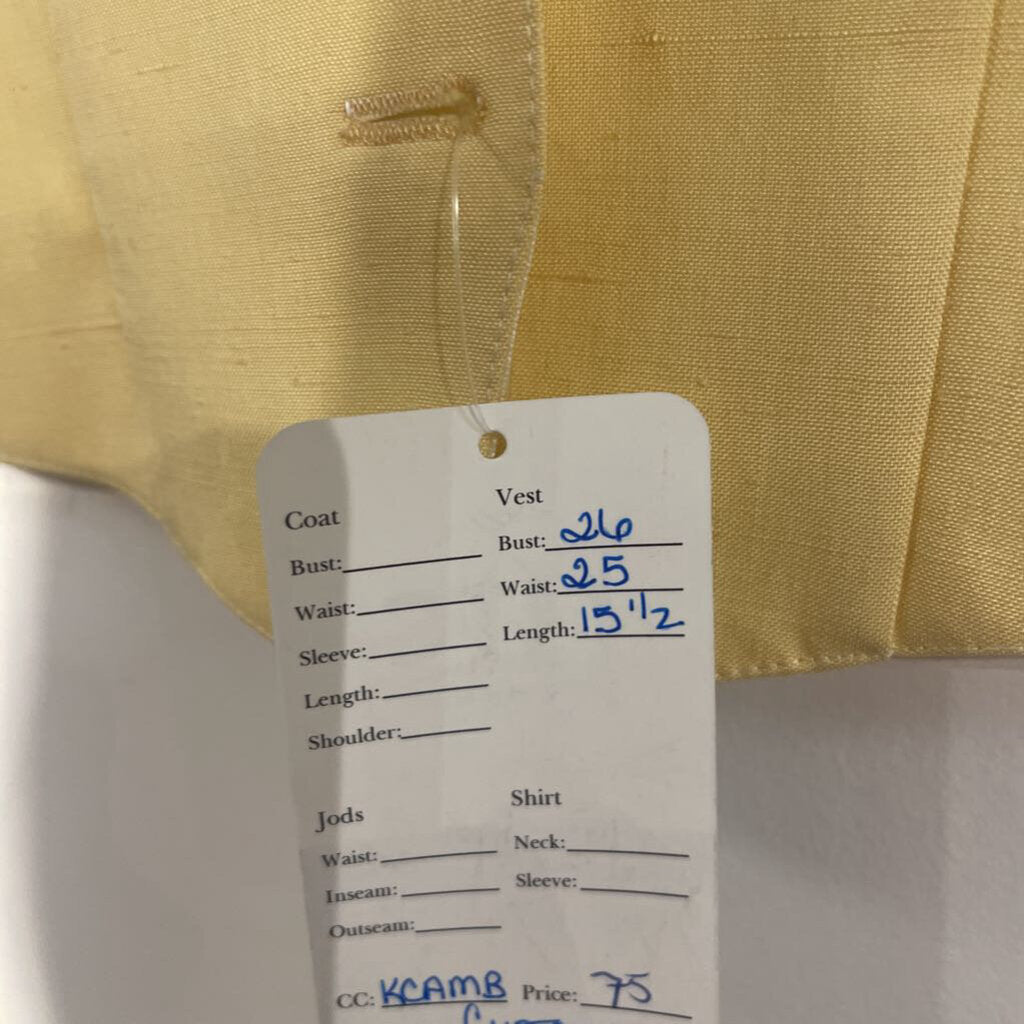 Coat
Bust:
Waist:
Sleeve:
Length:
Shoulder:
Vest
Bust: 26
Waist: 25
Length: 15 1/2
Jods
Waist:
Inseam:
Outseam:
Shirt
Neck:
Sleeve:
CC: KCAMB Price: 75